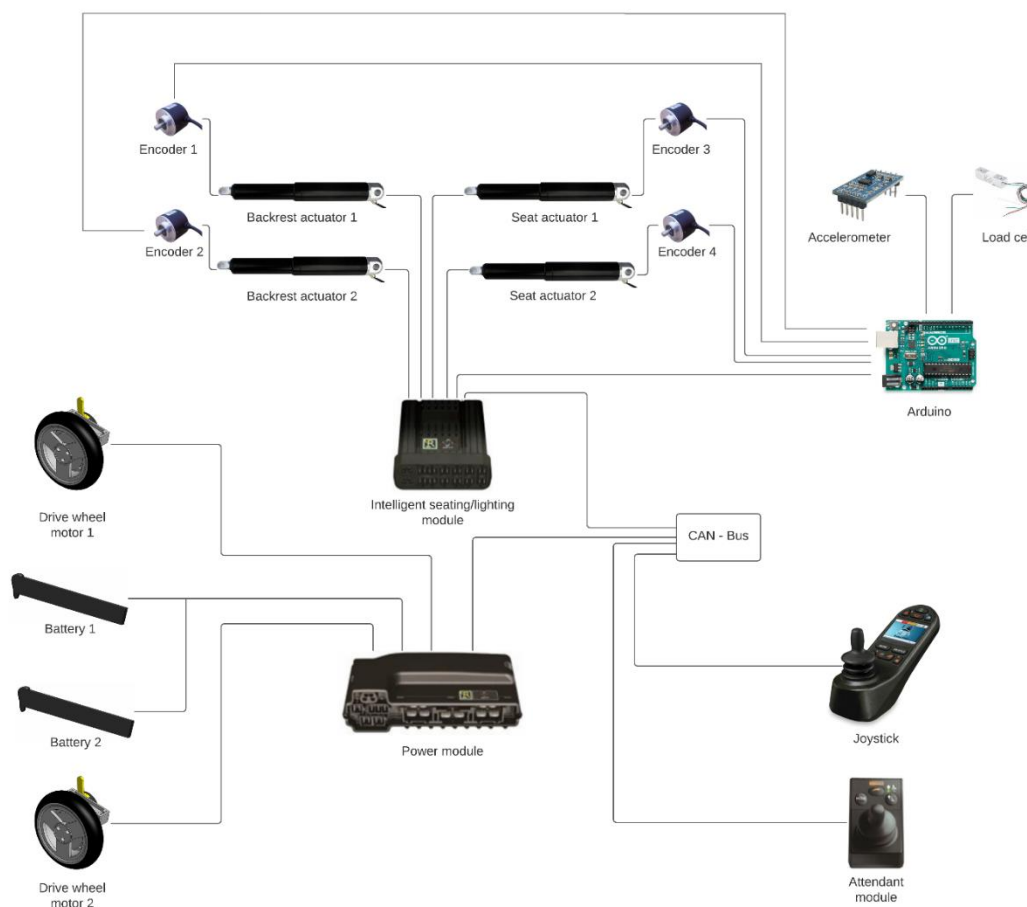 Encoder 1
Encoder 3
Backrest actuator 1
Seat actuator 1
Accelerometer
Load ce
Encoder 2
Encoder 4
Backrest actuator 2
Seat actuator 2
Arduino
Intelligent seating/lighting
module
Drive wheel
motor 1
CAN - Bus
Battery 1
Battery 2
Power module
Joystick
Drive wheel
motor 2
Attendant
module